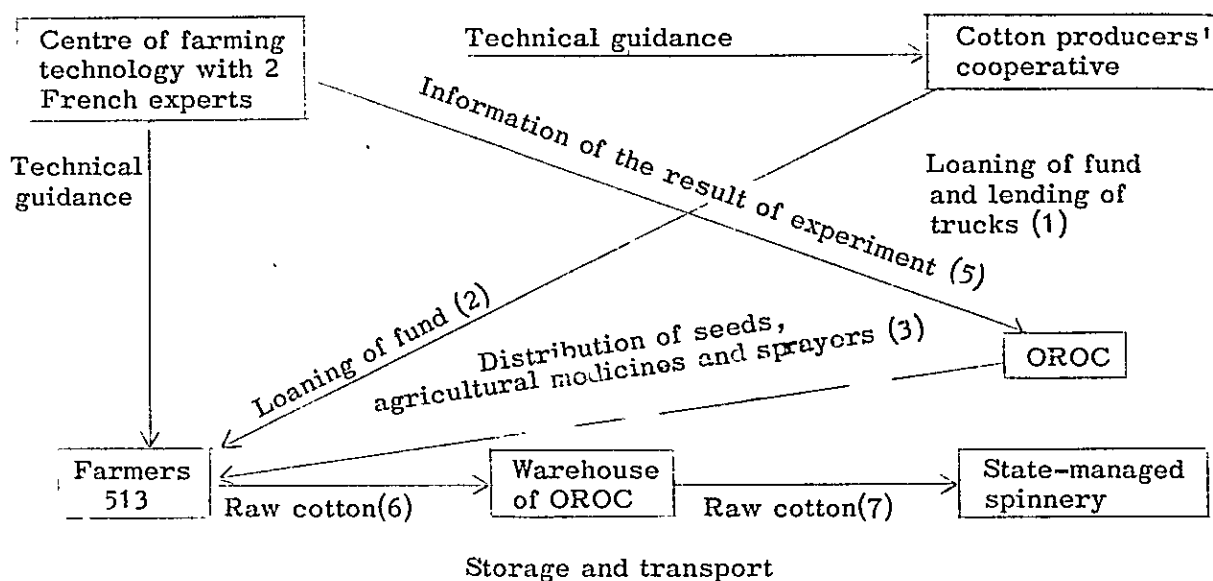 Centre of farming
technology with 2
French experts
Technical guidance
Cotton producers'
cooperative
Information of the result of experiment (5)
Technical
guidance
Loaning of fund
and lending of
trucks (1)
Loaning of fund (2)
Distribution of seeds,
agricultural medicines and sprayors (3)
OROC
Farmers
513
Raw cotton(6)
Warehouse
of OROC
Raw cotton(7)
State-managed
spinnery
Storage and transport